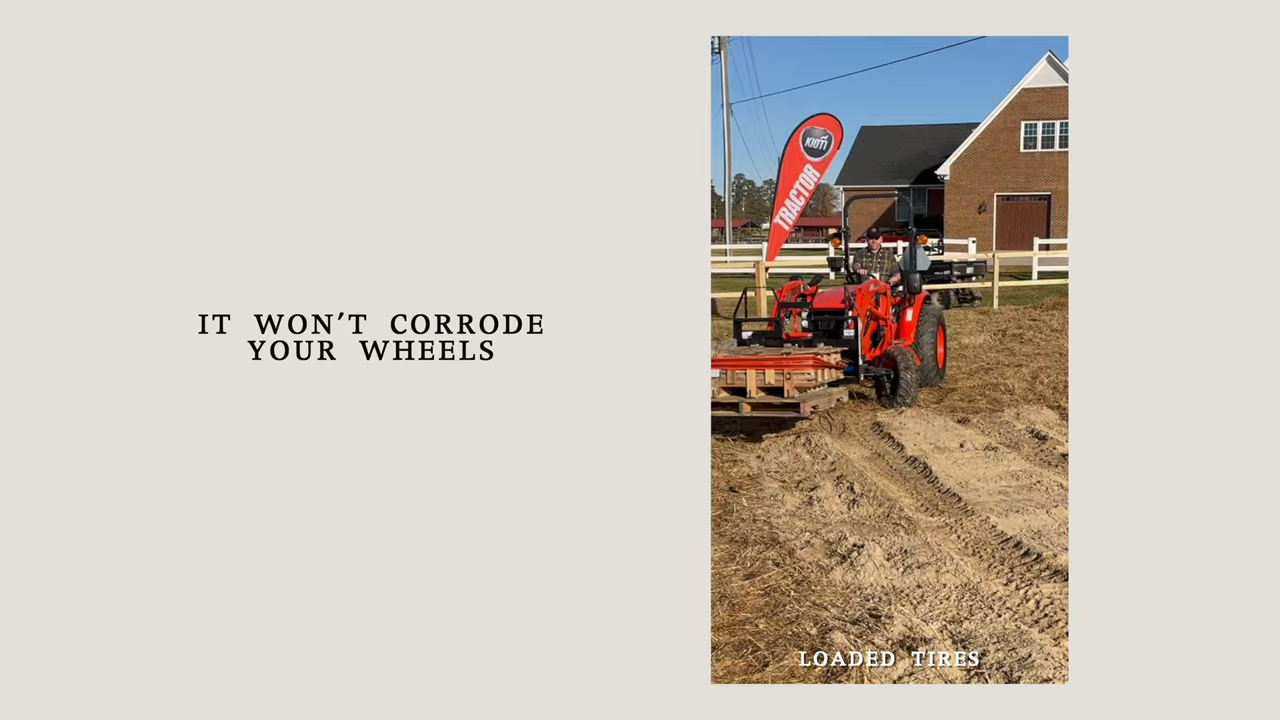 IT WON'T CORRODE
YOUR WHEELS
KIOTI
TRACTOR
LOADED TIRES